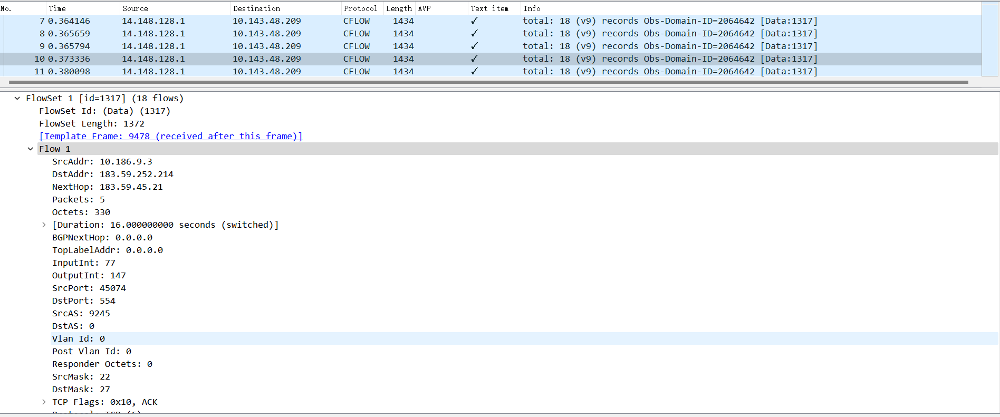 No. Time Source Destination Protocol Length AVP Text item Info
7 0.364146 14.148.128.1 10.143.48.209 CFLOW 1434 ✓ total: 18 (v9) records Obs-Domain-ID=2064642 [Data:1317]
8 0.365659 14.148.128.1 10.143.48.209 CFLOW 1434 ✓ total: 18 (v9) records Obs-Domain-ID=2064642 [Data:1317]
9 0.365794 14.148.128.1 10.143.48.209 CFLOW 1434 ✓ total: 18 (v9) records Obs-Domain-ID=2064642 [Data:1317]
10 0.373336 14.148.128.1 10.143.48.209 CFLOW 1434 ✓ total: 18 (v9) records Obs-Domain-ID=2064642 [Data:1317]
11 0.380098 14.148.128.1 10.143.48.209 CFLOW 1434 ✓ total: 18 (v9) records Obs-Domain-ID=2064642 [Data:1317]
FlowSet 1 [id=1317] (18 flows)
FlowSet Id: (Data) (1317)
FlowSet Length: 1372
[Template Frame: 9478 (received after this frame)]
Flow 1
SrcAddr: 10.186.9.3
DstAddr: 183.59.252.214
NextHop: 183.59.45.21
Packets: 5
Octets: 330
[Duration: 16.000000000 seconds (switched)]
BGPNextHop: 0.0.0.0
TopLabelAddr: 0.0.0.0
InputInt: 77
OutputInt: 147
SrcPort: 45074
DstPort: 554
SrcAS: 9245
DstAS: 0
Vlan Id: 0
Post Vlan Id: 0
Responder Octets: 0
SrcMask: 22
DstMask: 27
TCP Flags: 0x10, ACK
Protocol: TCP (6)